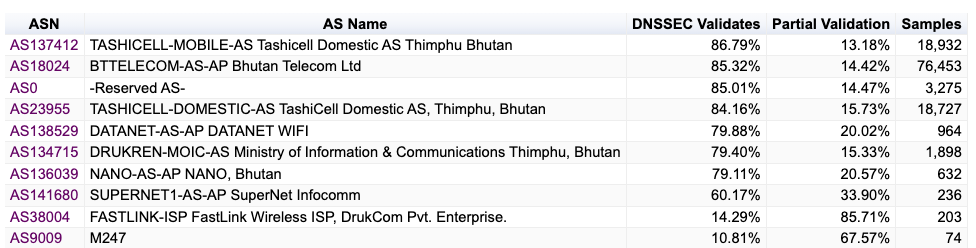 ASN AS Name DNSSEC Validates Partial Validation Samples
AS137412 TASHICELL-MOBILE-AS Tashicell Domestic AS Thimphu Bhutan 86.79% 13.18% 18,932
AS18024 BTTELECOM-AS-AP Bhutan Telecom Ltd 85.32% 14.42% 76,453
AS0 -Reserved AS- 85.01% 14.47% 3,275
AS23955 TASHICELL-DOMESTIC-AS TashiCell Domestic AS, Thimphu, Bhutan 84.16% 15.73% 18,727
AS138529 DATANET-AS-AP DATANET WIFI 79.88% 20.02% 964
AS134715 DRUKREN-MOIC-AS Ministry of Information & Communications Thimphu, Bhutan 79.40% 15.33% 1,898
AS136039 NANO-AS-AP NANO, Bhutan 79.11% 20.57% 632
AS141680 SUPERNET1-AS-AP SuperNet Infocomm 60.17% 33.90% 236
AS38004 FASTLINK-ISP FastLink Wireless ISP, DrukCom Pvt. Enterprise. 14.29% 85.71% 203
AS9009 M247 10.81% 67.57% 74